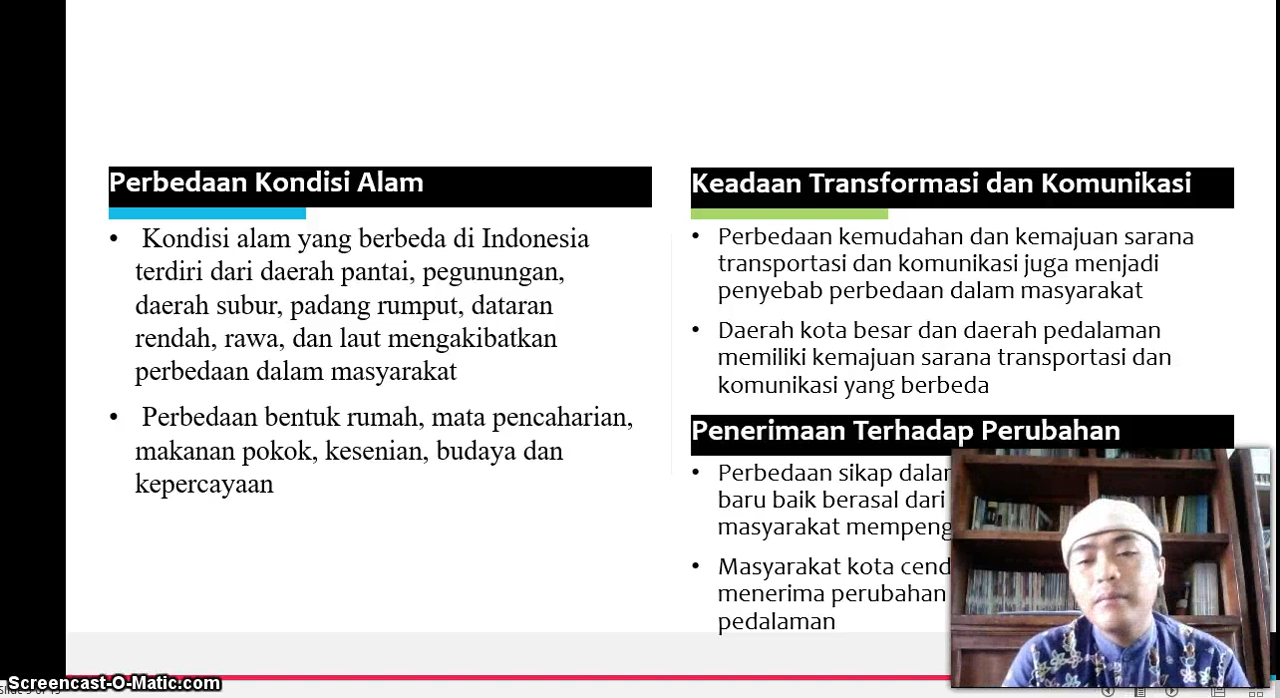 Perbedaan Kondisi Alam
• Kondisi alam yang berbeda di Indonesia
terdiri dari daerah pantai, pegunungan,
daerah subur, padang rumput, dataran
rendah, rawa, dan laut mengakibatkan
perbedaan dalam masyarakat
• Perbedaan bentuk rumah, mata pencaharian,
makanan pokok, kesenian, budaya dan
kepercayaan
Keadaan Transformasi dan Komunikasi
• Perbedaan kemudahan dan kemajuan sarana
transportasi dan komunikasi juga menjadi
penyebab perbedaan dalam masyarakat
• Daerah kota besar dan daerah pedalaman
memiliki kemajuan sarana transportasi dan
komunikasi yang berbeda
Penerimaan Terhadap Perubahan
• Perbedaan sikap dalam
baru baik berasal dari
masyarakat mempeng
• Masyarakat kota cend
menerima perubahan
pedalaman
Screencast-O-Matic.com